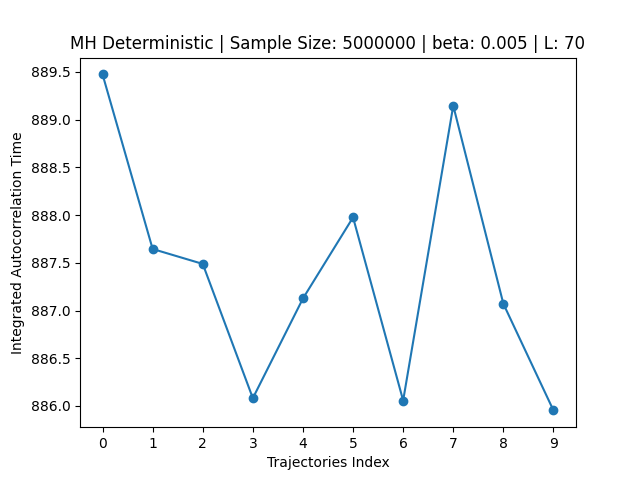 MH Deterministic | Sample Size: 5000000 | beta: 0.005 | L: 70
Integrated Autocorrelation Time
889.5
889.0
888.5
888.0
887.5
887.0
886.5
886.0
0 1 2 3 4 5 6 7 8 9
Trajectories Index